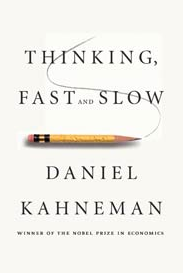 THINKING,
FAST AND SLOW
DANIEL
KAHNEMAN
WINNER OF THE NOBEL PRIZE IN ECONOMICS